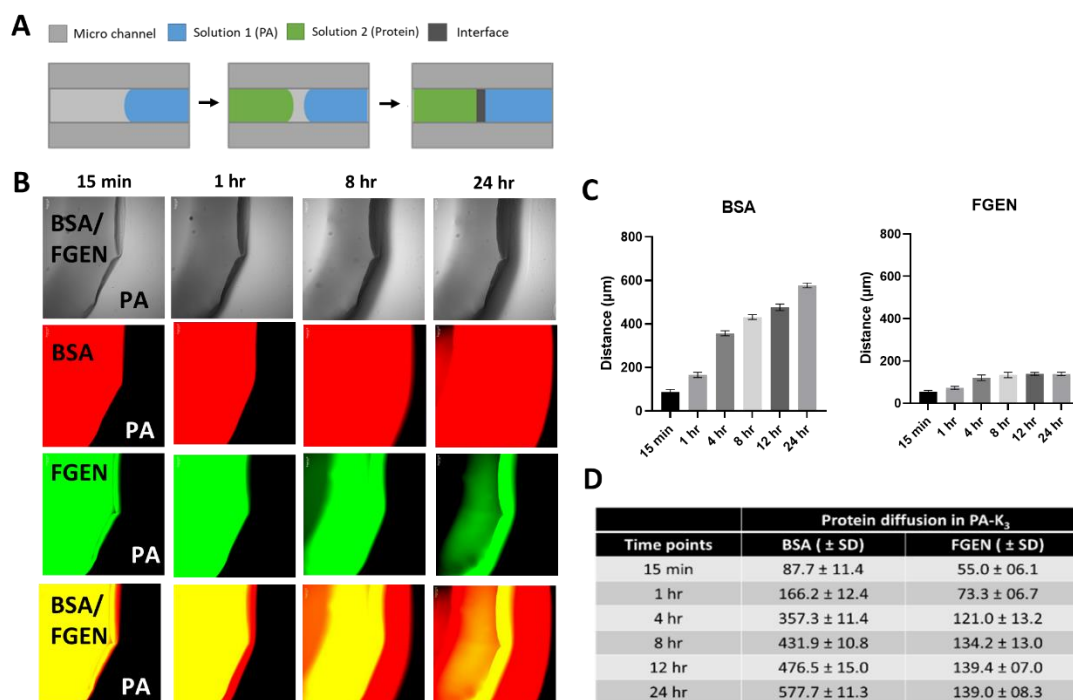 A
Micro channel Solution 1 (PA) Solution 2 (Protein) Interface
B
15 min 1 hr 8 hr 24 hr
BSA/
FGEN
PA
BSA
PA
FGEN
PA
BSA/
FGEN
PA
C
BSA
Distance (µm)
800
600
400
200
0
15 min 1 hr 4 hr 8 hr 12 hr 24 hr
FGEN
Distance (µm)
800
600
400
200
0
15 min 1 hr 4 hr 8 hr 12 hr 24 hr
D
Protein diffusion in PA-K3
Time points BSA ( ± SD) FGEN ( ± SD)
15 min 87.7 ± 11.4 55.0 ± 06.1
1 hr 166.2 ± 12.4 73.3 ± 06.7
4 hr 357.3 ± 11.4 121.0 ± 13.2
8 hr 431.9 ± 10.8 134.2 ± 13.0
12 hr 476.5 ± 15.0 139.4 ± 07.0
24 hr 577.7 ± 11.3 139.0 ± 08.3